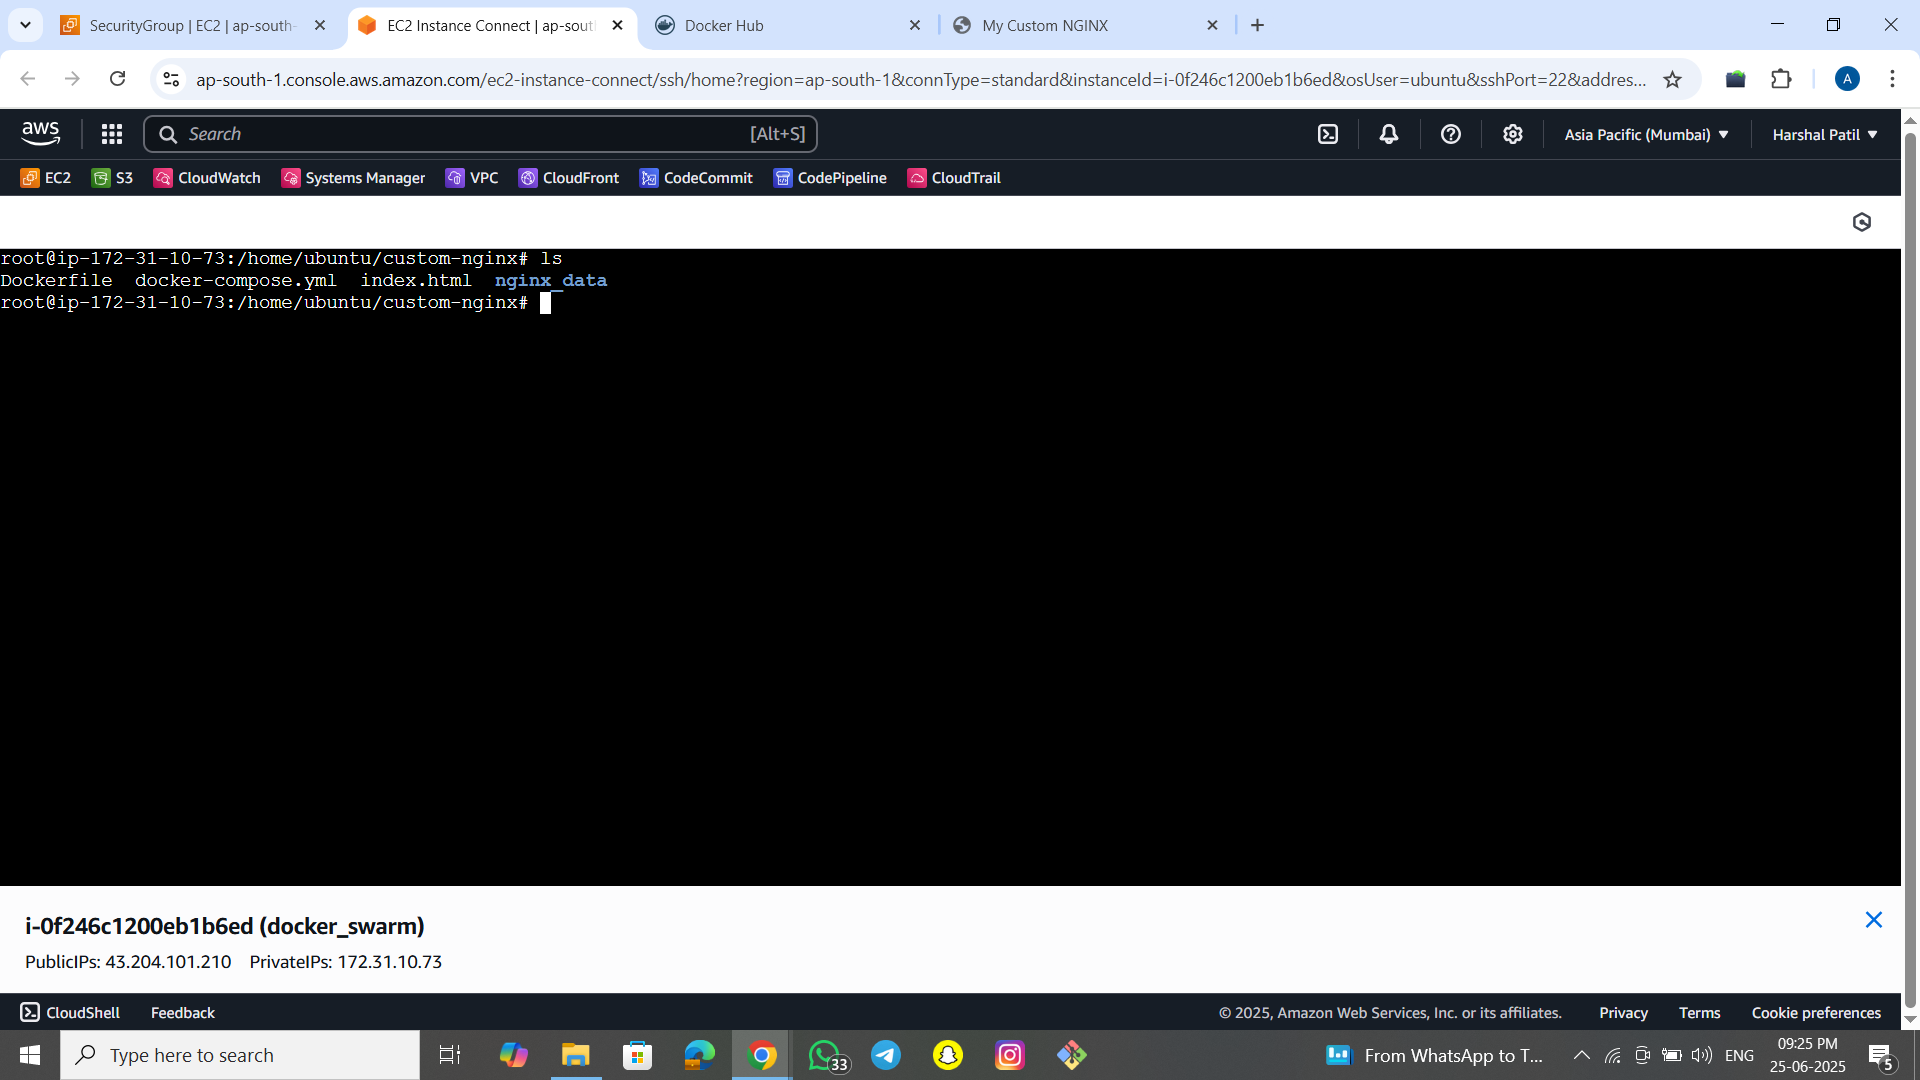 SecurityGroup | EC2 | ap-south-
EC2 Instance Connect | ap-sout
Docker Hub
My Custom NGINX
ap-south-1.console.aws.amazon.com/ec2-instance-connect/ssh/home?region=ap-south-1&connType=standard&instanceId=i-0f246c1200eb1b6ed&osUser=ubuntu&sshPort=22&addres...
A
aws
Search
[Alt+S]
Asia Pacific (Mumbai)
Harshal Patil
EC2
S3
CloudWatch
Systems Manager
VPC
CloudFront
CodeCommit
CodePipeline
CloudTrail
root@ip-172-31-10-73:/home/ubuntu/custom-nginx# ls
Dockerfile  docker-compose.yml  index.html  nginx_data
root@ip-172-31-10-73:/home/ubuntu/custom-nginx#
i-0f246c1200eb1b6ed (docker_swarm)
PublicIPs: 43.204.101.210    PrivateIPs: 172.31.10.73
CloudShell
Feedback
© 2025, Amazon Web Services, Inc. or its affiliates.
Privacy
Terms
Cookie preferences
Type here to search
33
From WhatsApp to T...
ENG
09:25 PM
25-06-2025
5